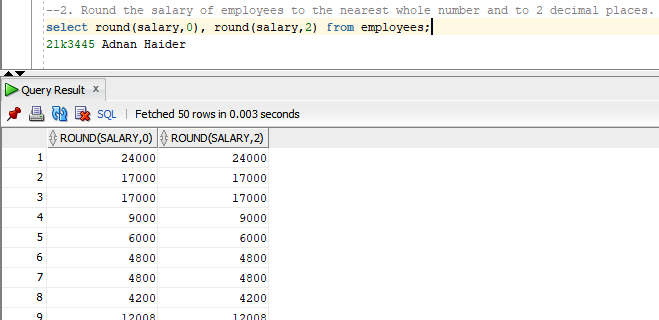 --2. Round the salary of employees to the nearest whole number and to 2 decimal places.
select round(salary,0), round(salary,2) from employees;
21k3445 Adnan Haider
Query Result x
SQL | Fetched 50 rows in 0.003 seconds
ROUND(SALARY,0) ROUND(SALARY,2)
1 24000 24000
2 17000 17000
3 17000 17000
4 9000 9000
5 6000 6000
6 4800 4800
7 4800 4800
8 4200 4200
9 12008 12008